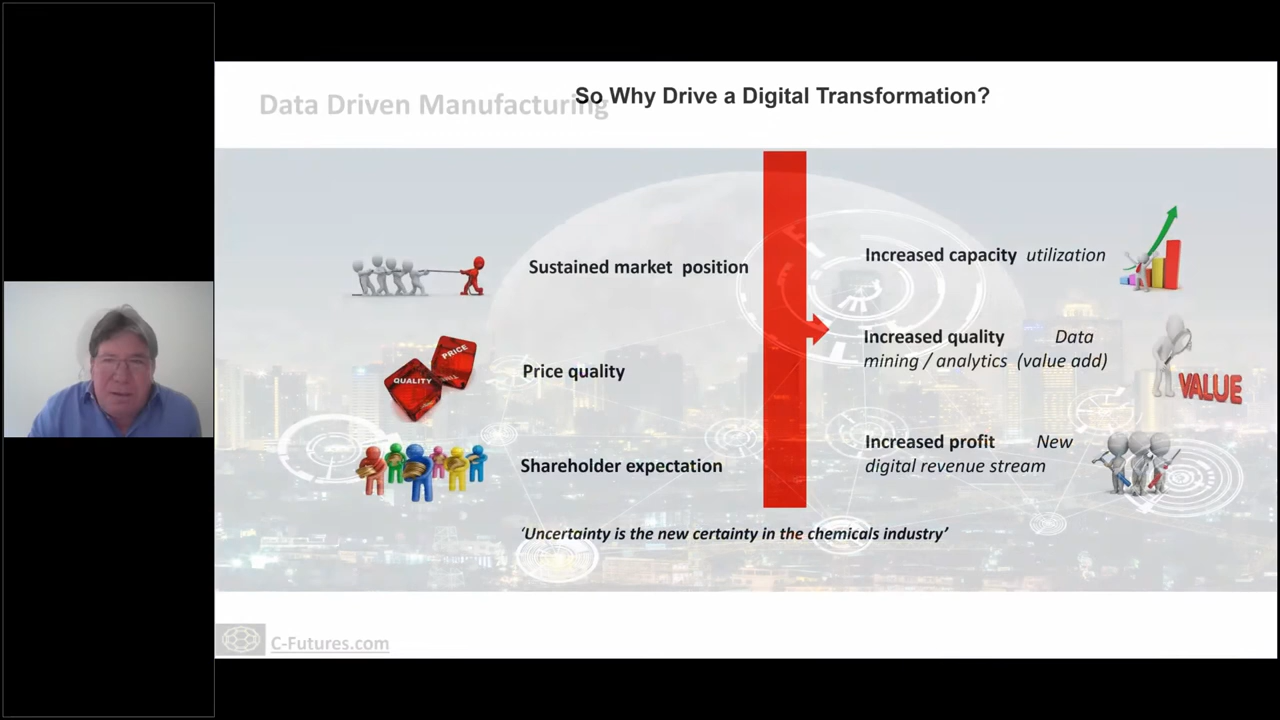 Data Driven Manufacturing
So Why Drive a Digital Transformation?
Sustained market position
PRICE
QUALITY
Price quality
Shareholder expectation
Increased capacity utilization
Increased quality Data
mining / analytics (value add)
VALUE
Increased profit New
digital revenue stream
‘Uncertainty is the new certainty in the chemicals industry’
C-Futures.com